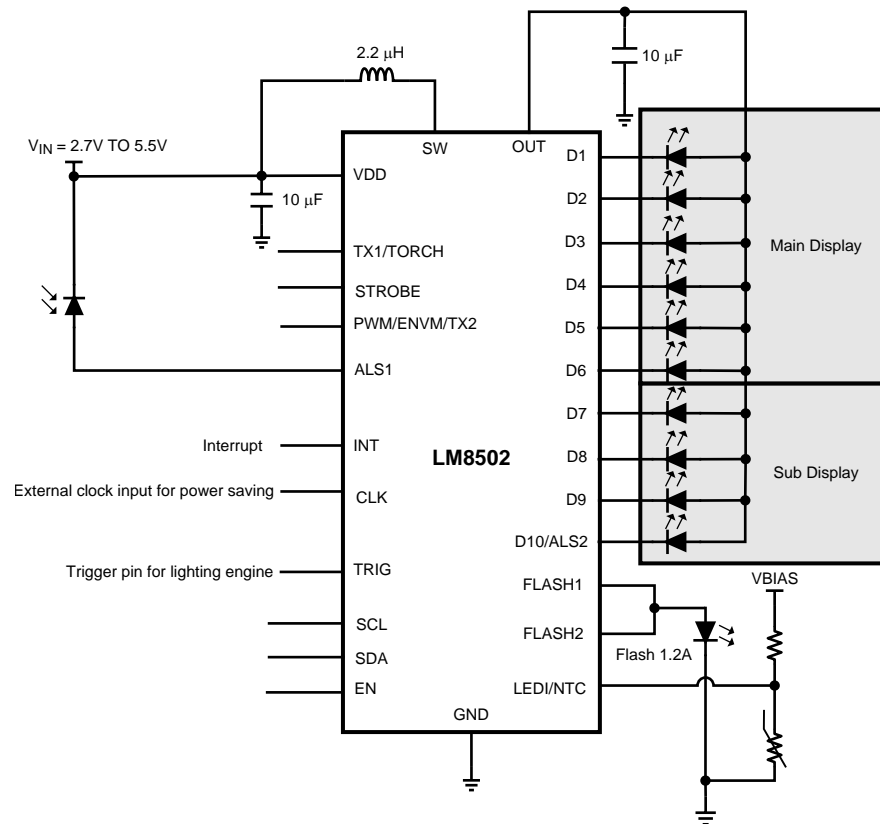 2.2 μH
10 μF
V_IN = 2.7V TO 5.5V
SW
OUT
VDD
10 μF
TX1/TORCH
STROBE
PWM/ENVM/TX2
ALS1
Interrupt
INT
External clock input for power saving
CLK
Trigger pin for lighting engine
TRIG
SCL
SDA
EN
LM8502
GND
D1
D2
D3
D4
D5
D6
D7
D8
D9
D10/ALS2
FLASH1
FLASH2
LEDI/NTC
Main Display
Sub Display
VBIAS
Flash 1.2A